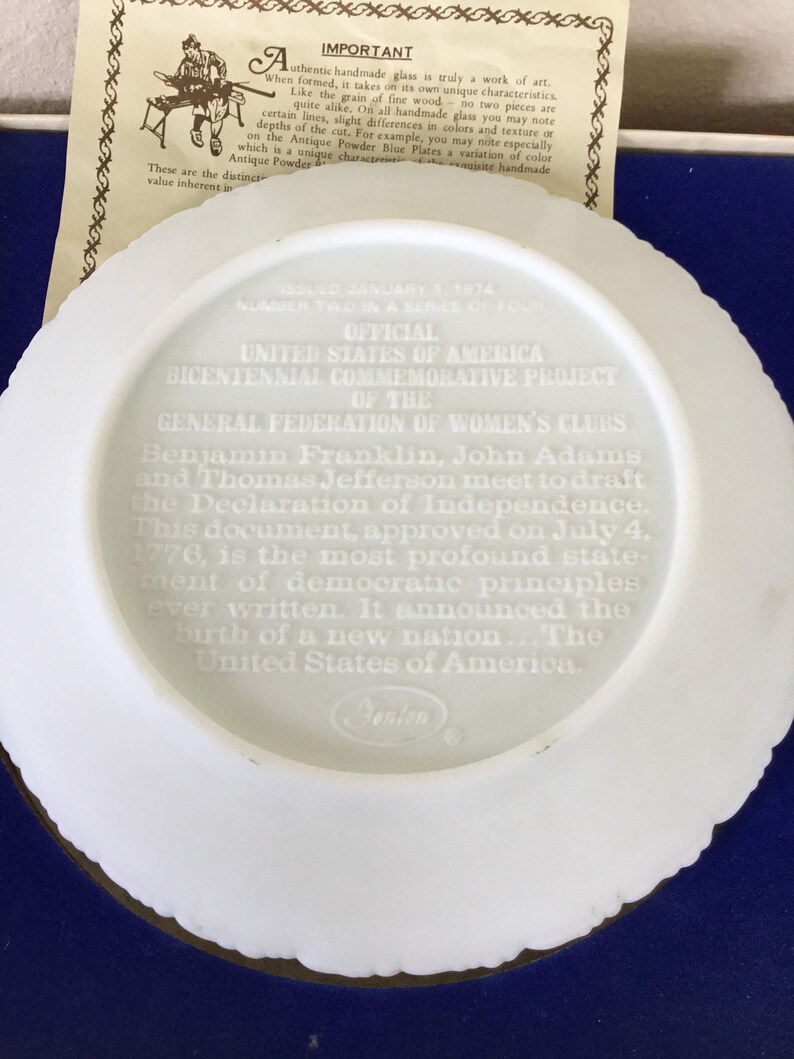 IMPORTANT
Authentic handmade glass is truly a work of art.
When formed, it takes on its own unique characteristics.
Like the grain of fine wood — no two pieces are
quite alike. On all handmade glass you may note
certain lines, slight differences in colors and texture or
depths of the cut. For example, you may note especially
on the Antique Powder Blue Plates a variation of color
which is a unique characteristic of the exquisite handmade
Antique Powder
These are the
value inherent in
ISSUED JANUARY 1, 1974
NUMBER TWO IN A SERIES OF FOUR
OFFICIAL
UNITED STATES OF AMERICA
BICENTENNIAL COMMEMORATIVE PROJECT
OF THE
GENERAL FEDERATION OF WOMEN'S CLUBS
Benjamin Franklin, John Adams
and Thomas Jefferson meet to draft
the Declaration of Independence.
This document, approved on July 4,
1776, is the most profound state-
ment of democratic principles
ever written. It announced the
birth of a new nation ... The
United States of America.
Fenton ®